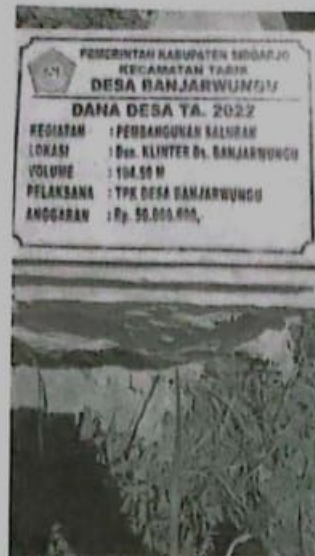 PEMERINTAH KABUPATEN SIDOARJO
KECAMATAN TARIK
DESA BANJARWUNGU
DANA DESA TA. 2022
KEGIATAN : PEMBANGUNAN SALURAN
LOKASI : Dsn. KLINTER Ds. BANJARWUNGU
VOLUME : 104.50 M
PELAKSANA : TPK DESA BANJARWUNGU
ANGGARAN : Rp. 50.000.000,-